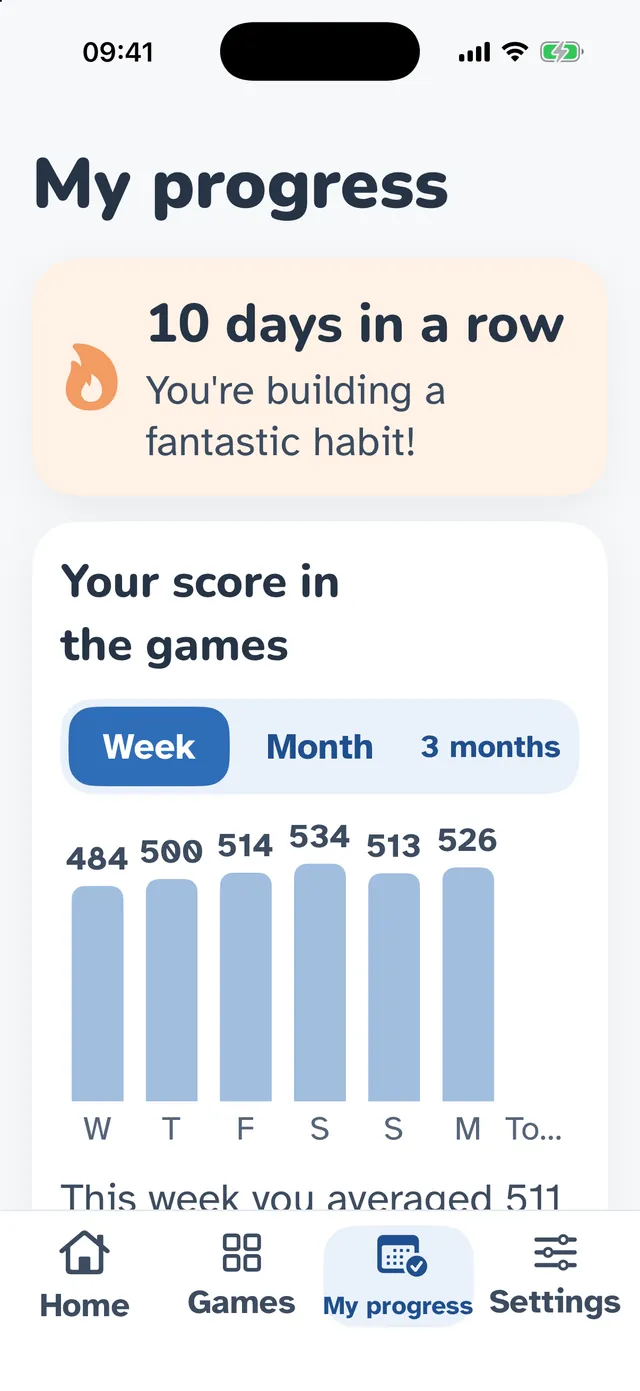 09:41
My progress
10 days in a row
You're building a
fantastic habit!
Your score in
the games
Week Month 3 months
484 500 514 534 513 526
W T F S S M To...
This week you averaged 511
Home Games My progress Settings